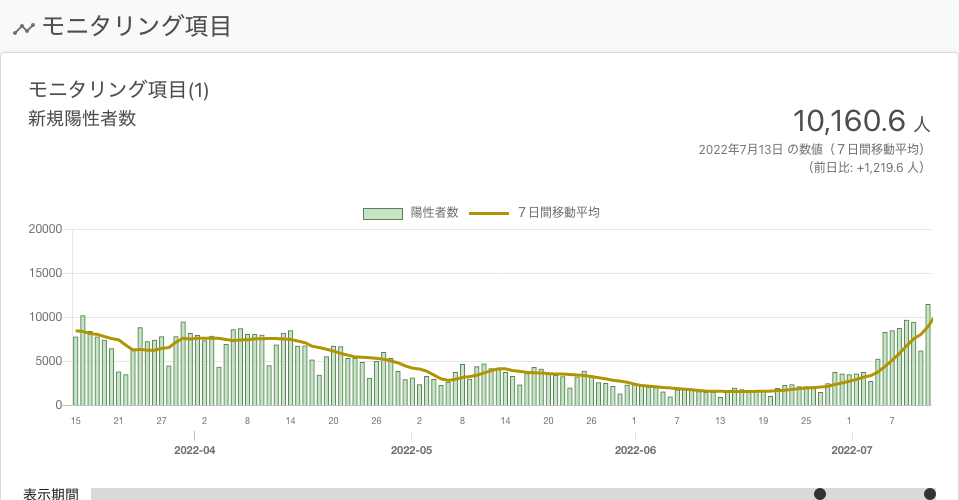 モニタリング項目
モニタリング項目(1)
新規陽性者数
10,160.6 人
2022年7月13日 の数値（７日間移動平均）
（前日比: +1,219.6 人）
陽性者数 ７日間移動平均
20000
15000
10000
5000
0
15 21 27 2 8 14 20 26 2 8 14 20 26 1 7 13 19 25 1 7
2022-04 2022-05 2022-06 2022-07
表示期間